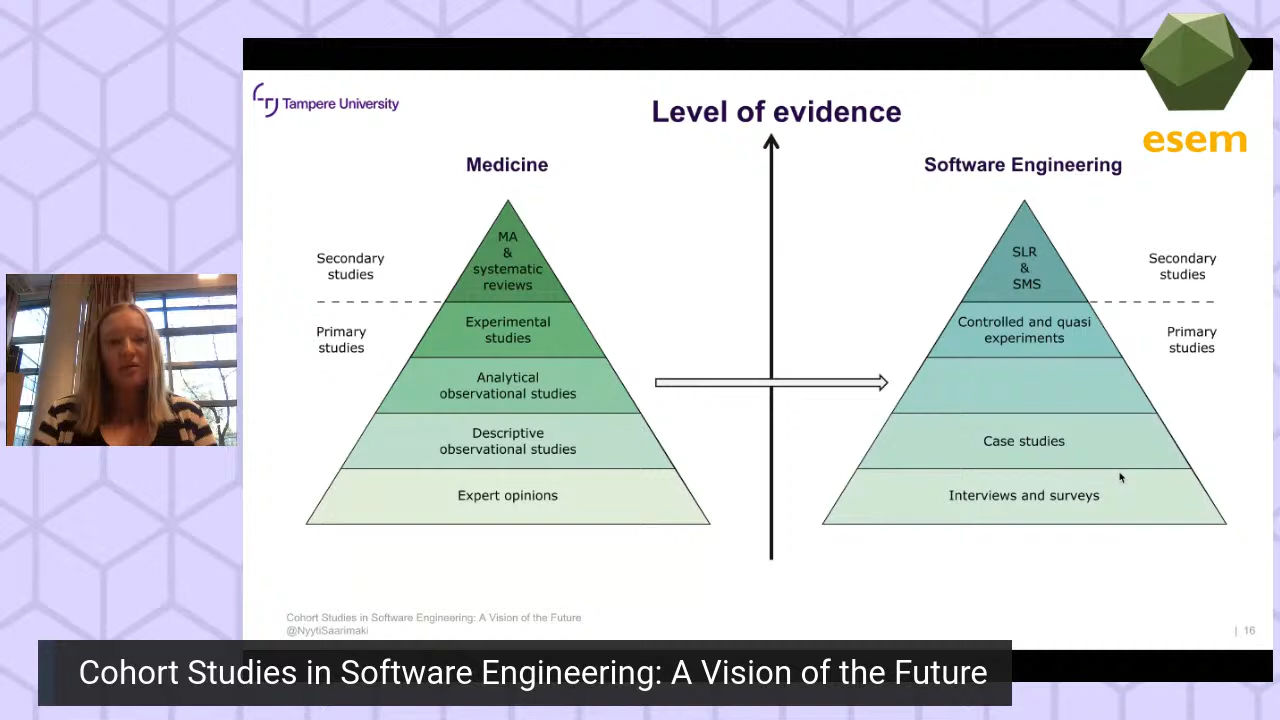 Tampere University
Level of evidence
esem
Medicine
Software Engineering
Secondary
studies
Primary
studies
MA
&
systematic
reviews
Experimental
studies
Analytical
observational studies
Descriptive
observational studies
Expert opinions
SLR
&
SMS
Controlled and quasi
experiments
Case studies
Interviews and surveys
Secondary
studies
Primary
studies
Cohort Studies in Software Engineering: A Vision of the Future
@NyytiSaarimaki
| 16
Cohort Studies in Software Engineering: A Vision of the Future